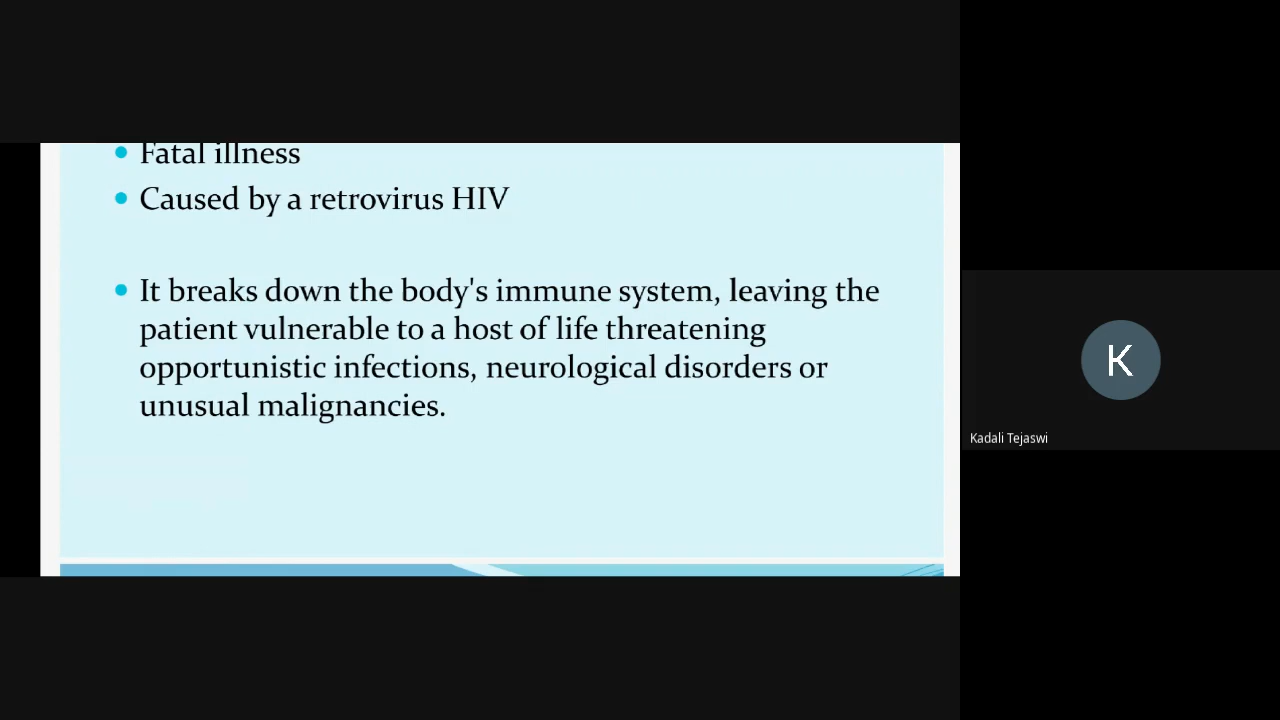 Fatal illness
Caused by a retrovirus HIV
It breaks down the body's immune system, leaving the
patient vulnerable to a host of life threatening
opportunistic infections, neurological disorders or
unusual malignancies.
K
Kadali Tejaswi